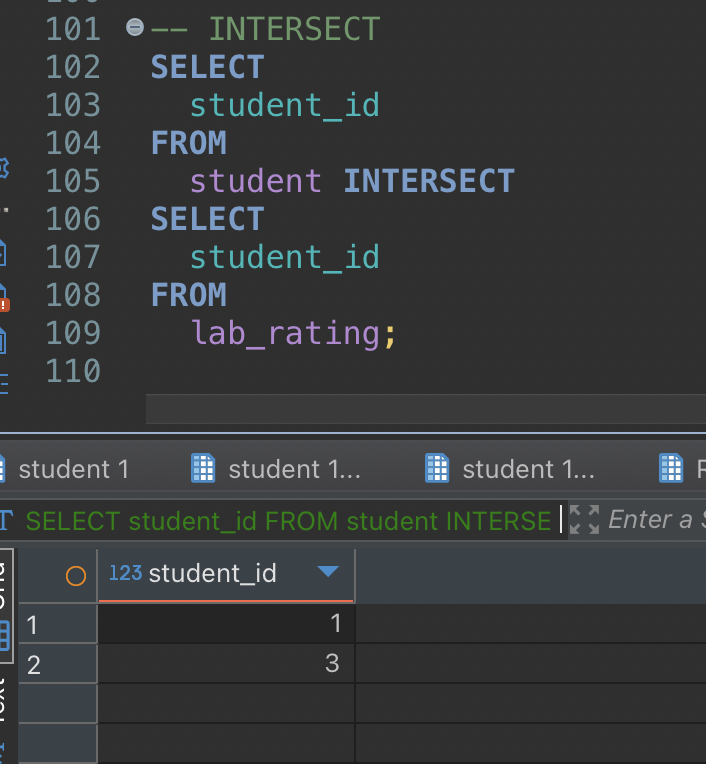 101 -- INTERSECT
102 SELECT
103 student_id
104 FROM
105 student INTERSECT
106 SELECT
107 student_id
108 FROM
109 lab_rating;
110
student 1 student 1... student 1...
SELECT student_id FROM student INTERSE Enter a
123 student_id
1 1
2 3